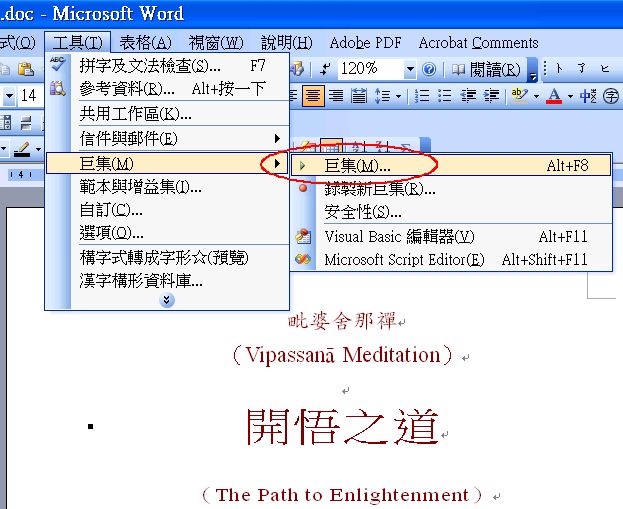 .doc - Microsoft Word
式(O) 工具(T) 表格(A) 視窗(W) 說明(H) Adobe PDF Acrobat Comments
120% 閱讀(R)
14
拼字及文法檢查(S)... F7
參考資料(R)... Alt+按一下
共用工作區(K)...
信件與郵件(E)
巨集(M)
範本與增益集(I)...
自訂(C)...
選項(O)...
構字式轉成字形☆(預覽)
漢字構形資料庫...
巨集(M)... Alt+F8
錄製新巨集(R)...
安全性(S)...
Visual Basic 編輯器(V) Alt+F11
Microsoft Script Editor(E) Alt+Shift+F11
毗婆舍那禪
（Vipassanā Meditation）
開悟之道
（The Path to Enlightenment）